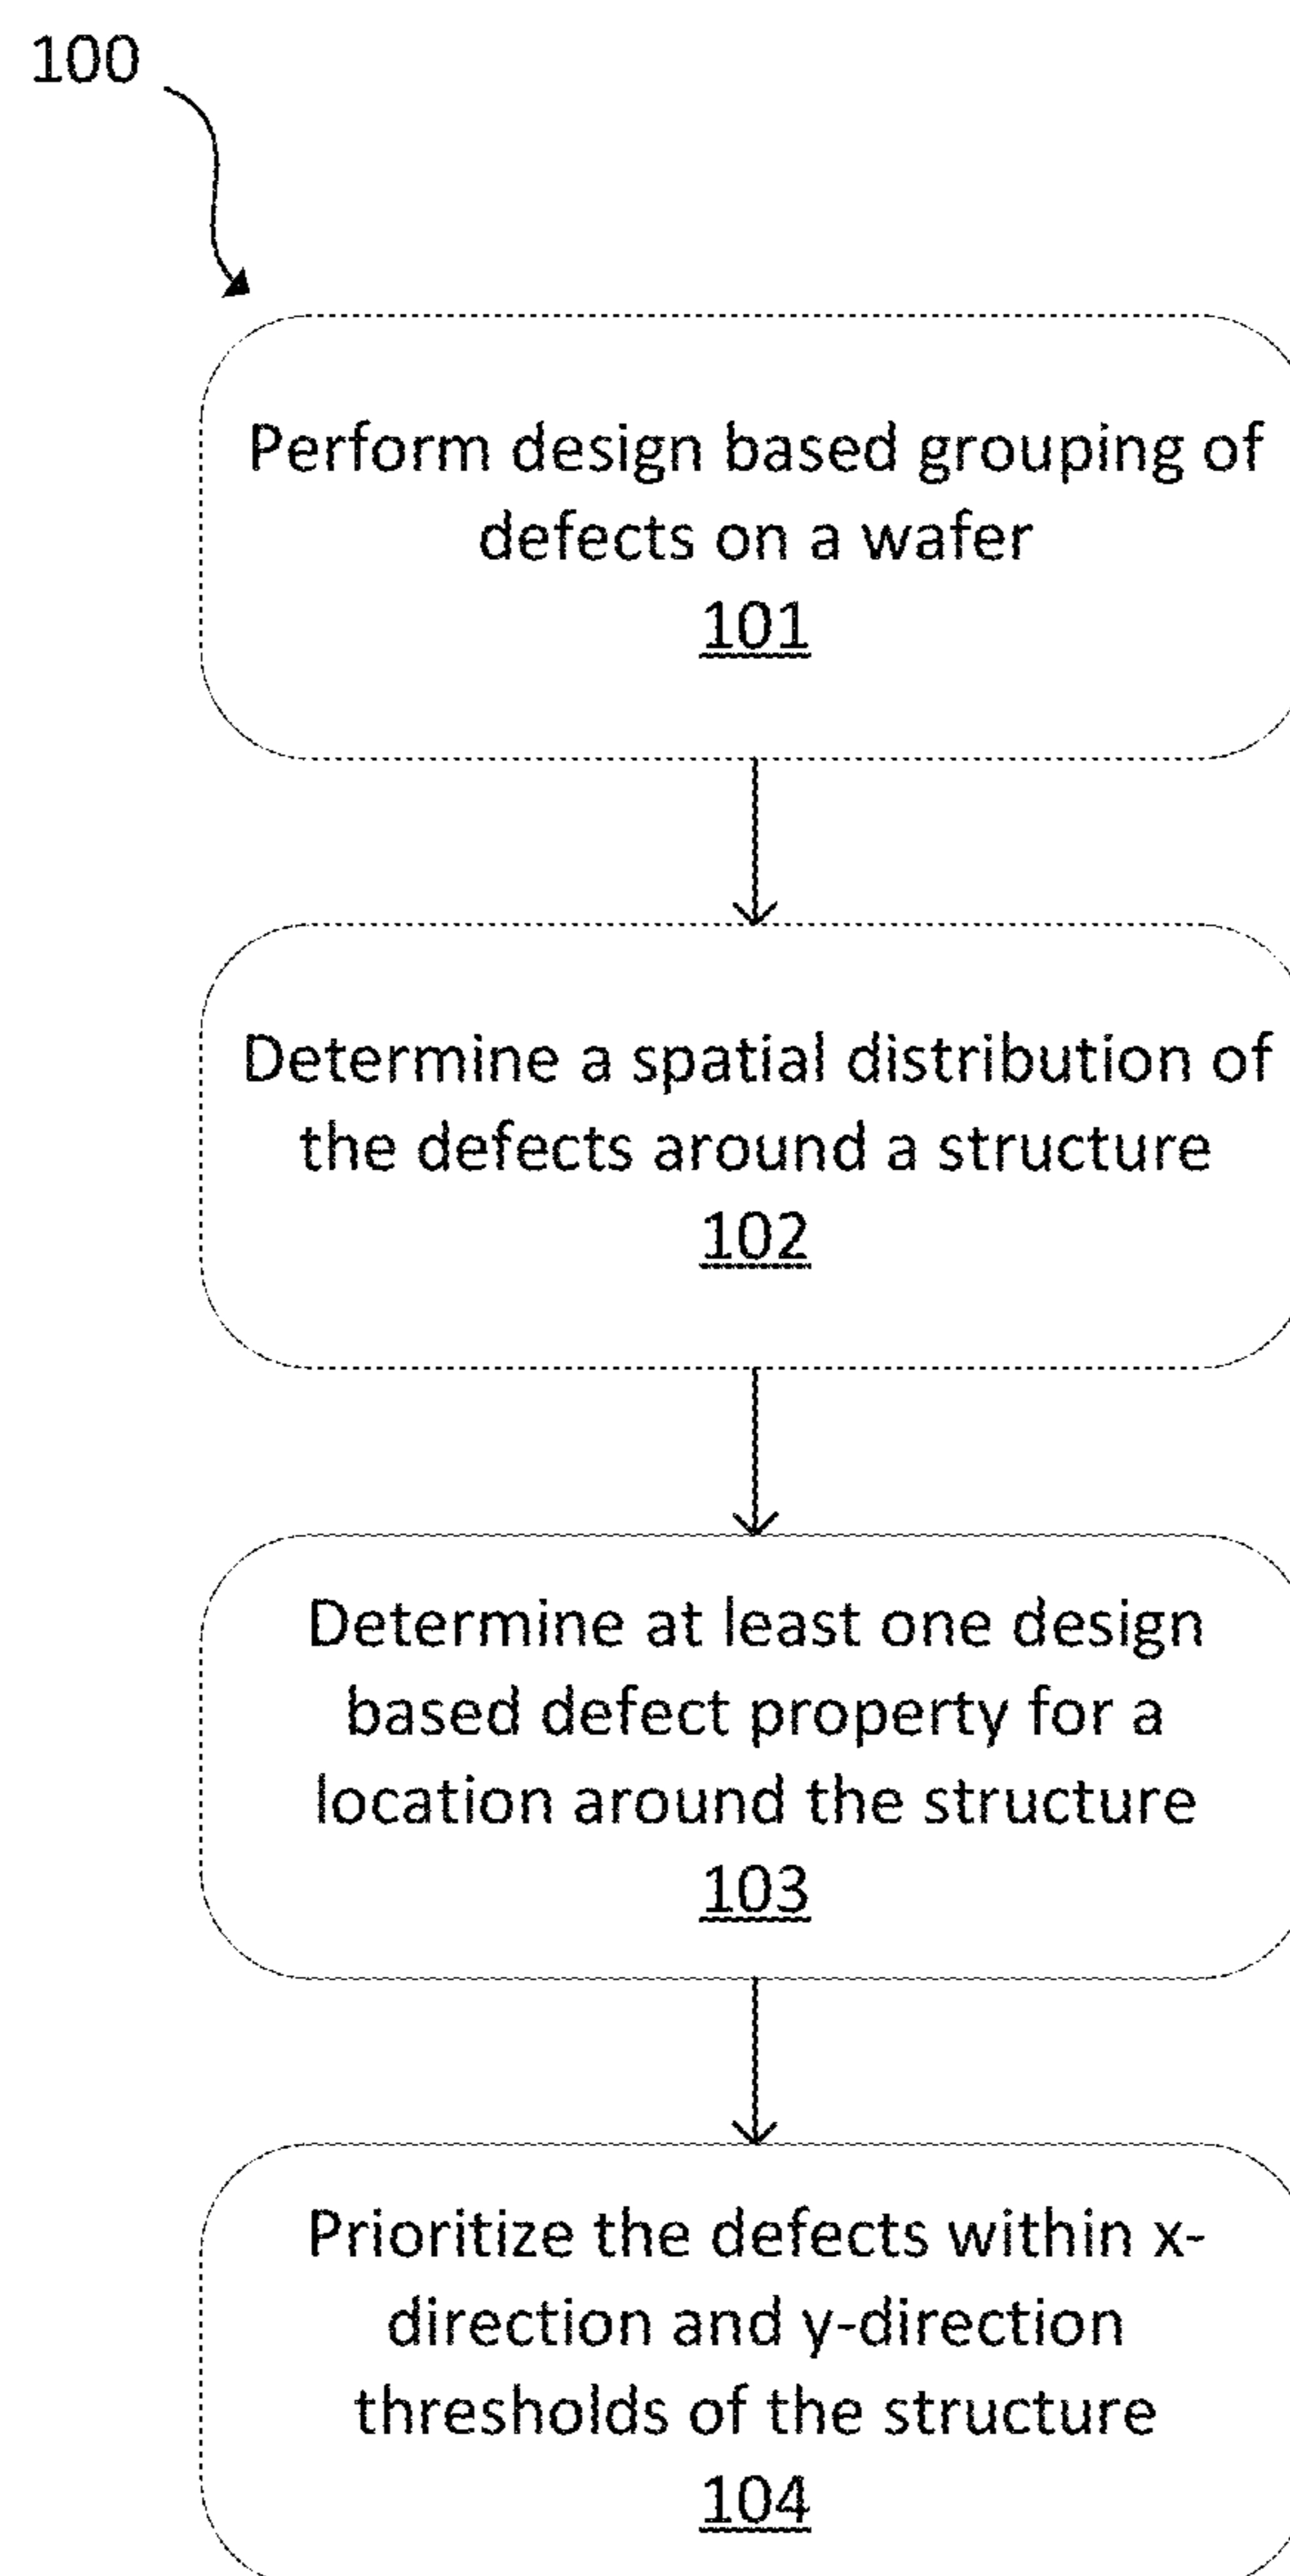 100
Perform design based grouping of
defects on a wafer
101
Determine a spatial distribution of
the defects around a structure
102
Determine at least one design
based defect property for a
location around the structure
103
Prioritize the defects within x-
direction and y-direction
thresholds of the structure
104